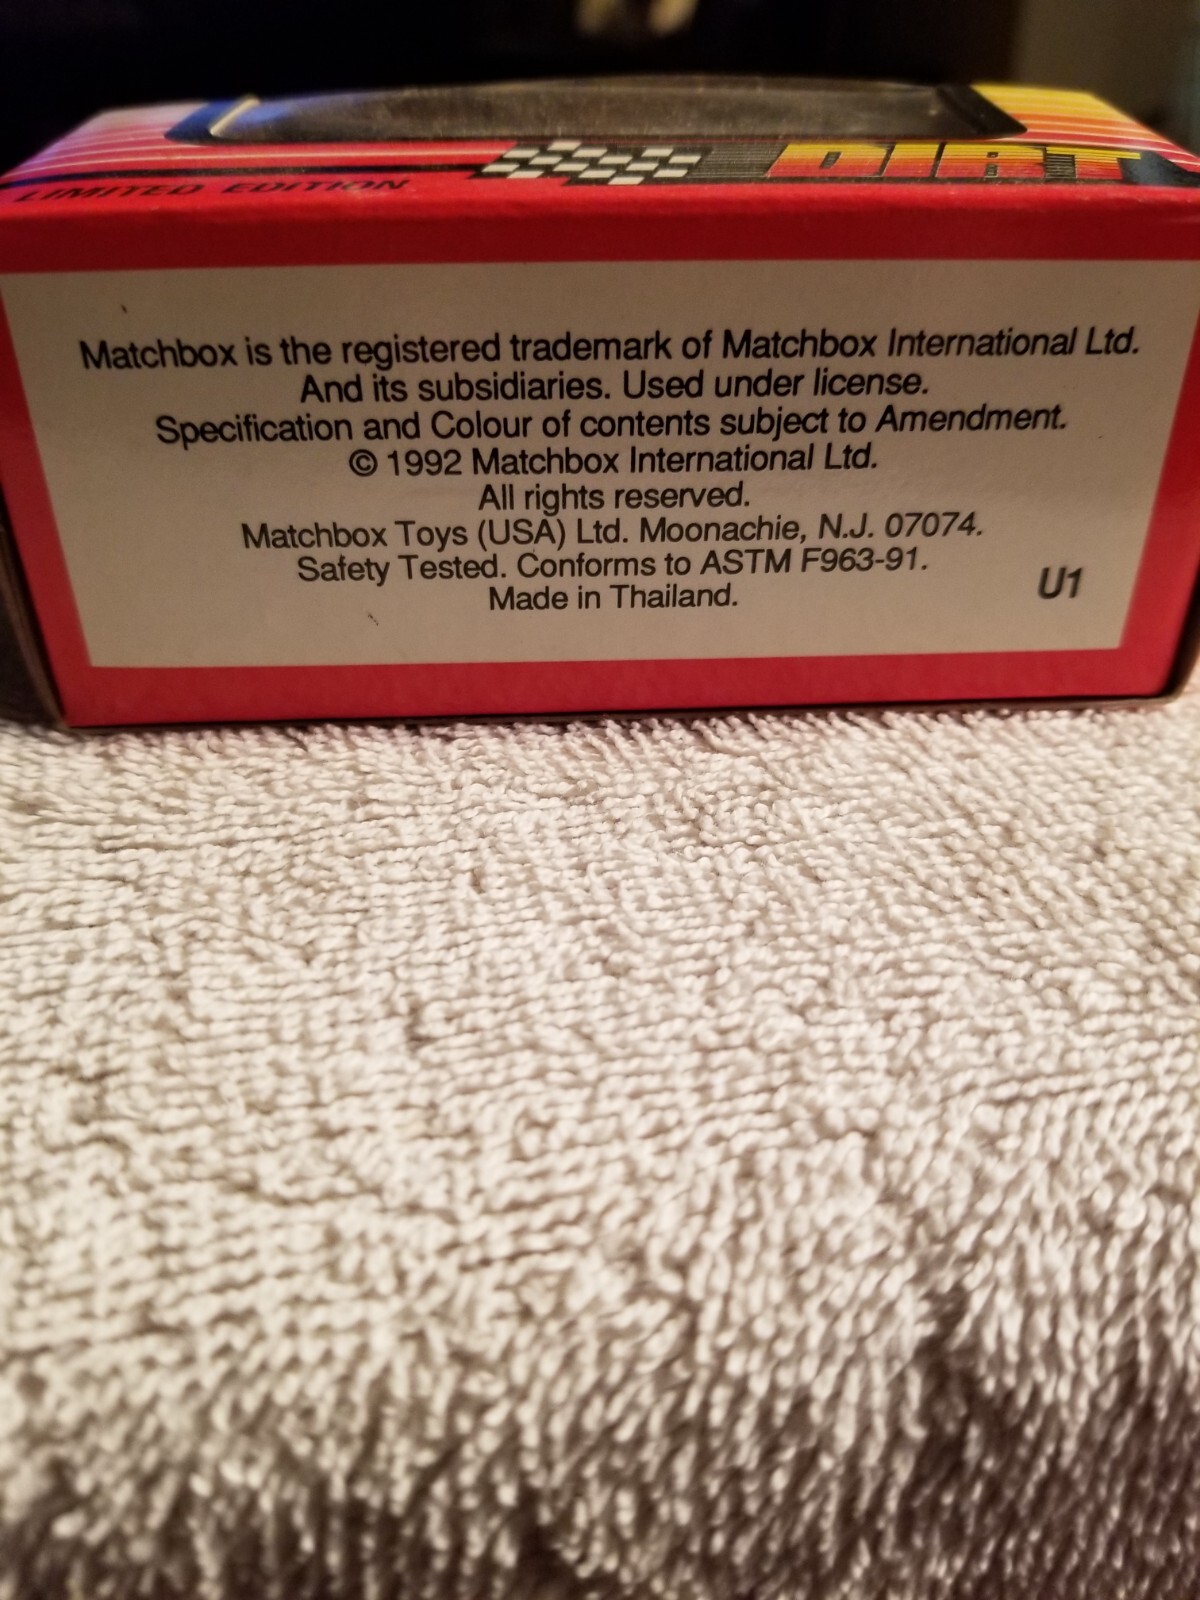 LIMITED EDITION
DIRT
Matchbox is the registered trademark of Matchbox International Ltd.
And its subsidiaries. Used under license.
Specification and Colour of contents subject to Amendment.
© 1992 Matchbox International Ltd.
All rights reserved.
Matchbox Toys (USA) Ltd. Moonachie, N.J. 07074.
Safety Tested. Conforms to ASTM F963-91.
Made in Thailand.
U1